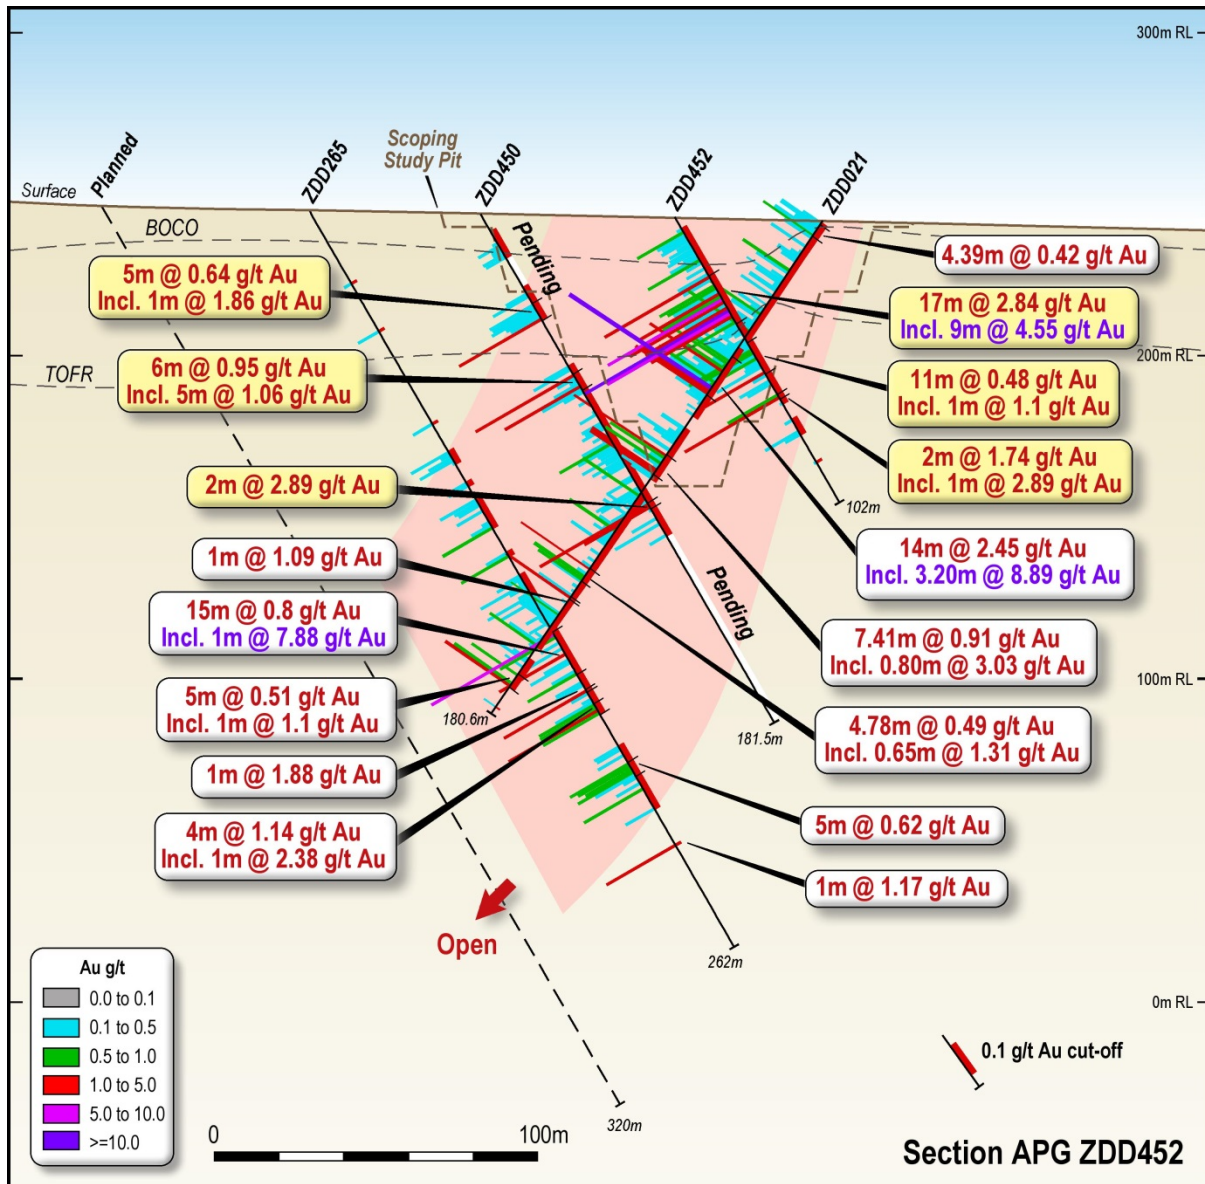 300m RL
Surface
Planned
ZDD265
Scoping
Study Pit
ZDD450
ZDD452
ZDD021
BOCO
Pending
4.39m @ 0.42 g/t Au
5m @ 0.64 g/t Au
Incl. 1m @ 1.86 g/t Au
17m @ 2.84 g/t Au
Incl. 9m @ 4.55 g/t Au
200m RL
TOFR
6m @ 0.95 g/t Au
Incl. 5m @ 1.06 g/t Au
11m @ 0.48 g/t Au
Incl. 1m @ 1.1 g/t Au
2m @ 1.74 g/t Au
Incl. 1m @ 2.89 g/t Au
2m @ 2.89 g/t Au
102m
1m @ 1.09 g/t Au
14m @ 2.45 g/t Au
Incl. 3.20m @ 8.89 g/t Au
15m @ 0.8 g/t Au
Incl. 1m @ 7.88 g/t Au
Pending
7.41m @ 0.91 g/t Au
Incl. 0.80m @ 3.03 g/t Au
100m RL
5m @ 0.51 g/t Au
Incl. 1m @ 1.1 g/t Au
180.6m
181.5m
4.78m @ 0.49 g/t Au
Incl. 0.65m @ 1.31 g/t Au
1m @ 1.88 g/t Au
4m @ 1.14 g/t Au
Incl. 1m @ 2.38 g/t Au
5m @ 0.62 g/t Au
1m @ 1.17 g/t Au
Open
262m
Au g/t
0.0 to 0.1
0.1 to 0.5
0.5 to 1.0
1.0 to 5.0
5.0 to 10.0
>=10.0
0m RL
0.1 g/t Au cut-off
320m
0
100m
Section APG ZDD452